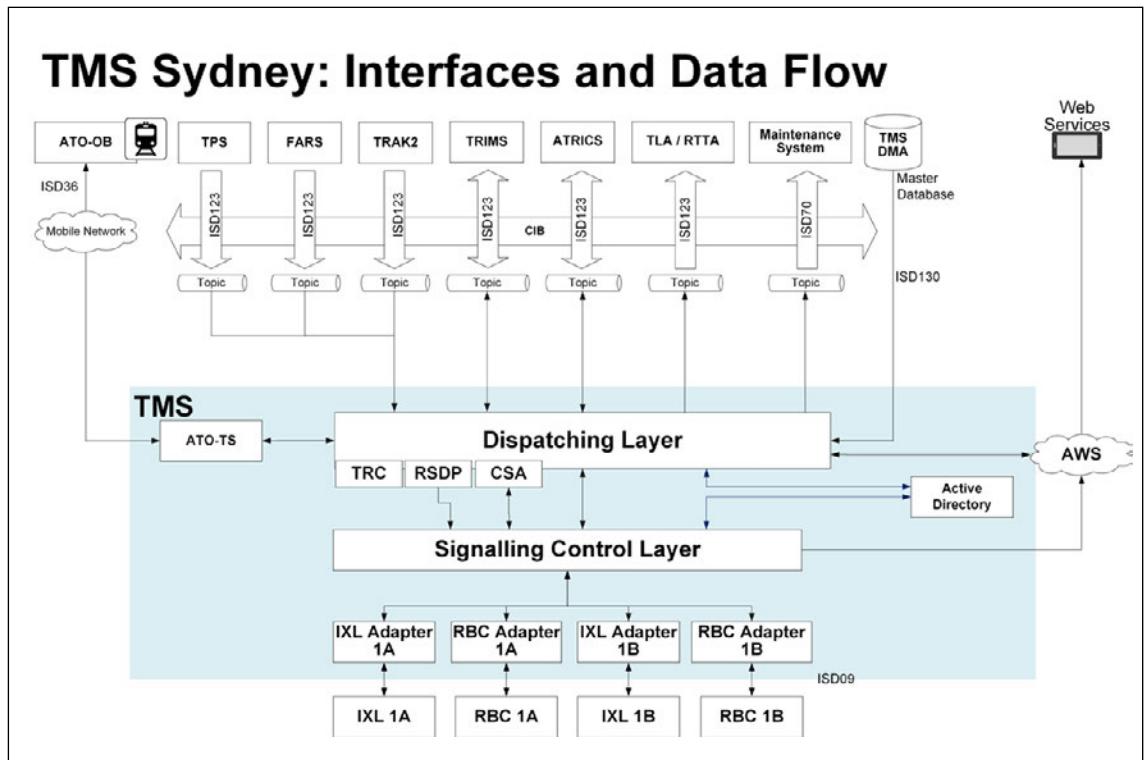 TMS Sydney: Interfaces and Data Flow
Web
Services
ATO-OB
TPS
FARS
TRAK2
TRIMS
ATRICS
TLA / RTTA
Maintenance
System
TMS
DMA
Master
Database
ISD36
ISD123
ISD123
ISD123
ISD123
ISD123
ISD123
ISD70
Mobile Network
CIB
Topic
Topic
Topic
Topic
Topic
Topic
Topic
ISD130
TMS
ATO-TS
Dispatching Layer
AWS
TRC
RSDP
CSA
Active
Directory
Signalling Control Layer
IXL Adapter
1A
RBC Adapter
1A
IXL Adapter
1B
RBC Adapter
1B
ISD09
IXL 1A
RBC 1A
IXL 1B
RBC 1B